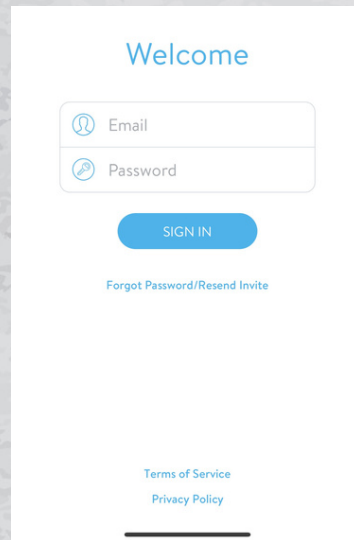 Welcome
Email
Password
SIGN IN
Forgot Password/Resend Invite
Terms of Service
Privacy Policy